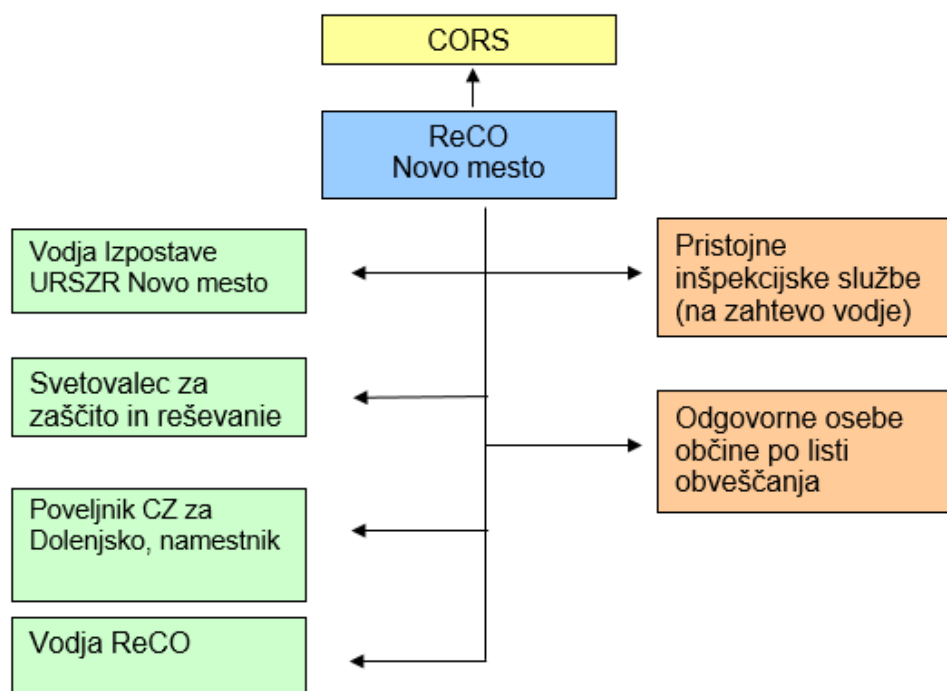 CORS
ReCO
Novo mesto
Vodja Izpostave
URSZR Novo mesto
Pristojne
inšpekcijske službe
(na zahtevo vodje)
Svetovalec za
zaščito in reševanje
Odgovorne osebe
občine po listi
obveščanja
Poveljnik CZ za
Dolenjsko, namestnik
Vodja ReCO